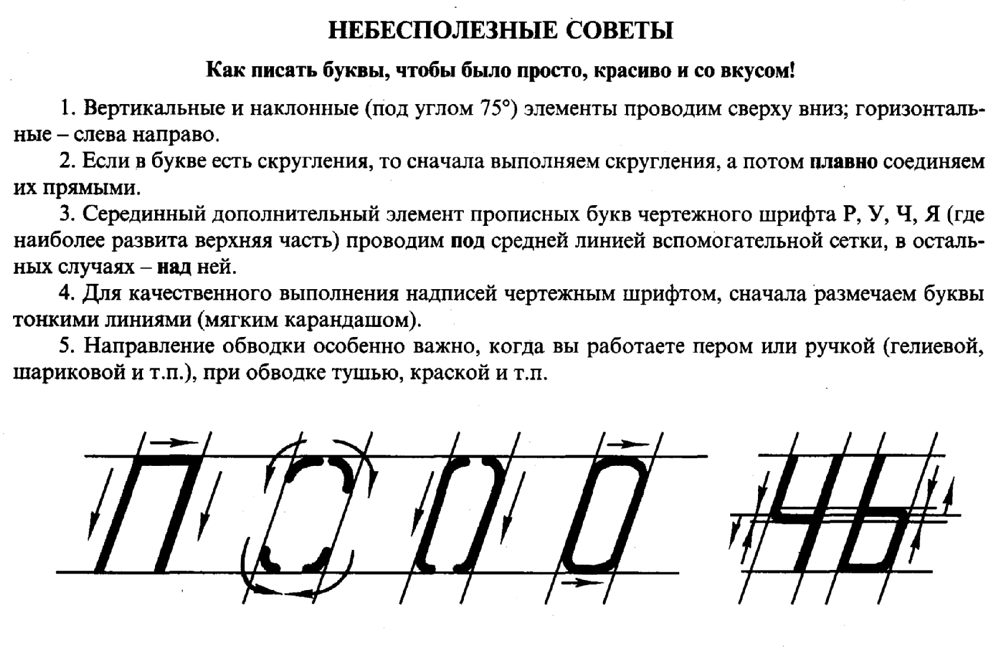 НЕБЕСПОЛЕЗНЫЕ СОВЕТЫ
Как писать буквы, чтобы было просто, красиво и со вкусом!
1. Вертикальные и наклонные (под углом 75°) элементы проводим сверху вниз; горизонталь-
ные – слева направо.
2. Если в букве есть скругления, то сначала выполняем скругления, а потом плавно соединяем
их прямыми.
3. Серединный дополнительный элемент прописных букв чертежного шрифта Р, У, Ч, Я (где
наиболее развита верхняя часть) проводим под средней линией вспомогательной сетки, в осталь-
ных случаях – над ней.
4. Для качественного выполнения надписей чертежным шрифтом, сначала размечаем буквы
тонкими линиями (мягким карандашом).
5. Направление обводки особенно важно, когда вы работаете пером или ручкой (гелиевой,
шариковой и т.п.), при обводке тушью, краской и т.п.
П О О О Ч Ь